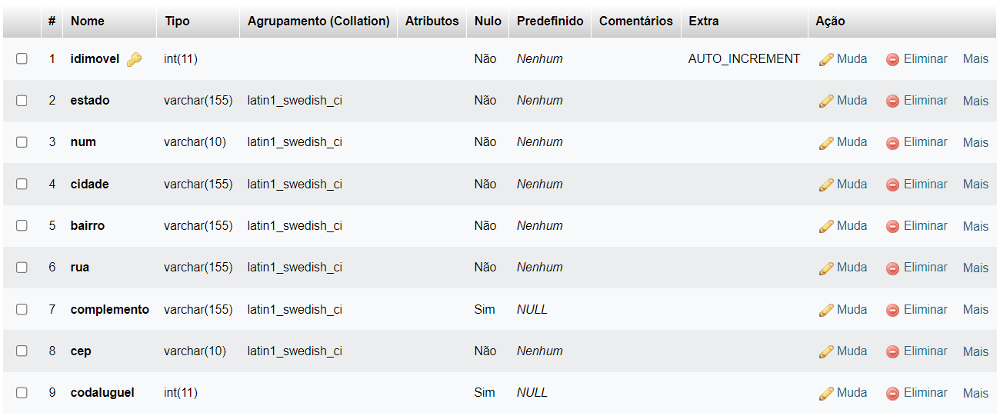 # Nome Tipo Agrupamento (Collation) Atributos Nulo Predefinido Comentários Extra Ação
1 idimovel int(11) Não Nenhum AUTO_INCREMENT Muda Eliminar Mais
2 estado varchar(155) latin1_swedish_ci Não Nenhum Muda Eliminar Mais
3 num varchar(10) latin1_swedish_ci Não Nenhum Muda Eliminar Mais
4 cidade varchar(155) latin1_swedish_ci Não Nenhum Muda Eliminar Mais
5 bairro varchar(155) latin1_swedish_ci Não Nenhum Muda Eliminar Mais
6 rua varchar(155) latin1_swedish_ci Não Nenhum Muda Eliminar Mais
7 complemento varchar(155) latin1_swedish_ci Sim NULL Muda Eliminar Mais
8 cep varchar(10) latin1_swedish_ci Não Nenhum Muda Eliminar Mais
9 codaluguel int(11) Sim NULL Muda Eliminar Mais